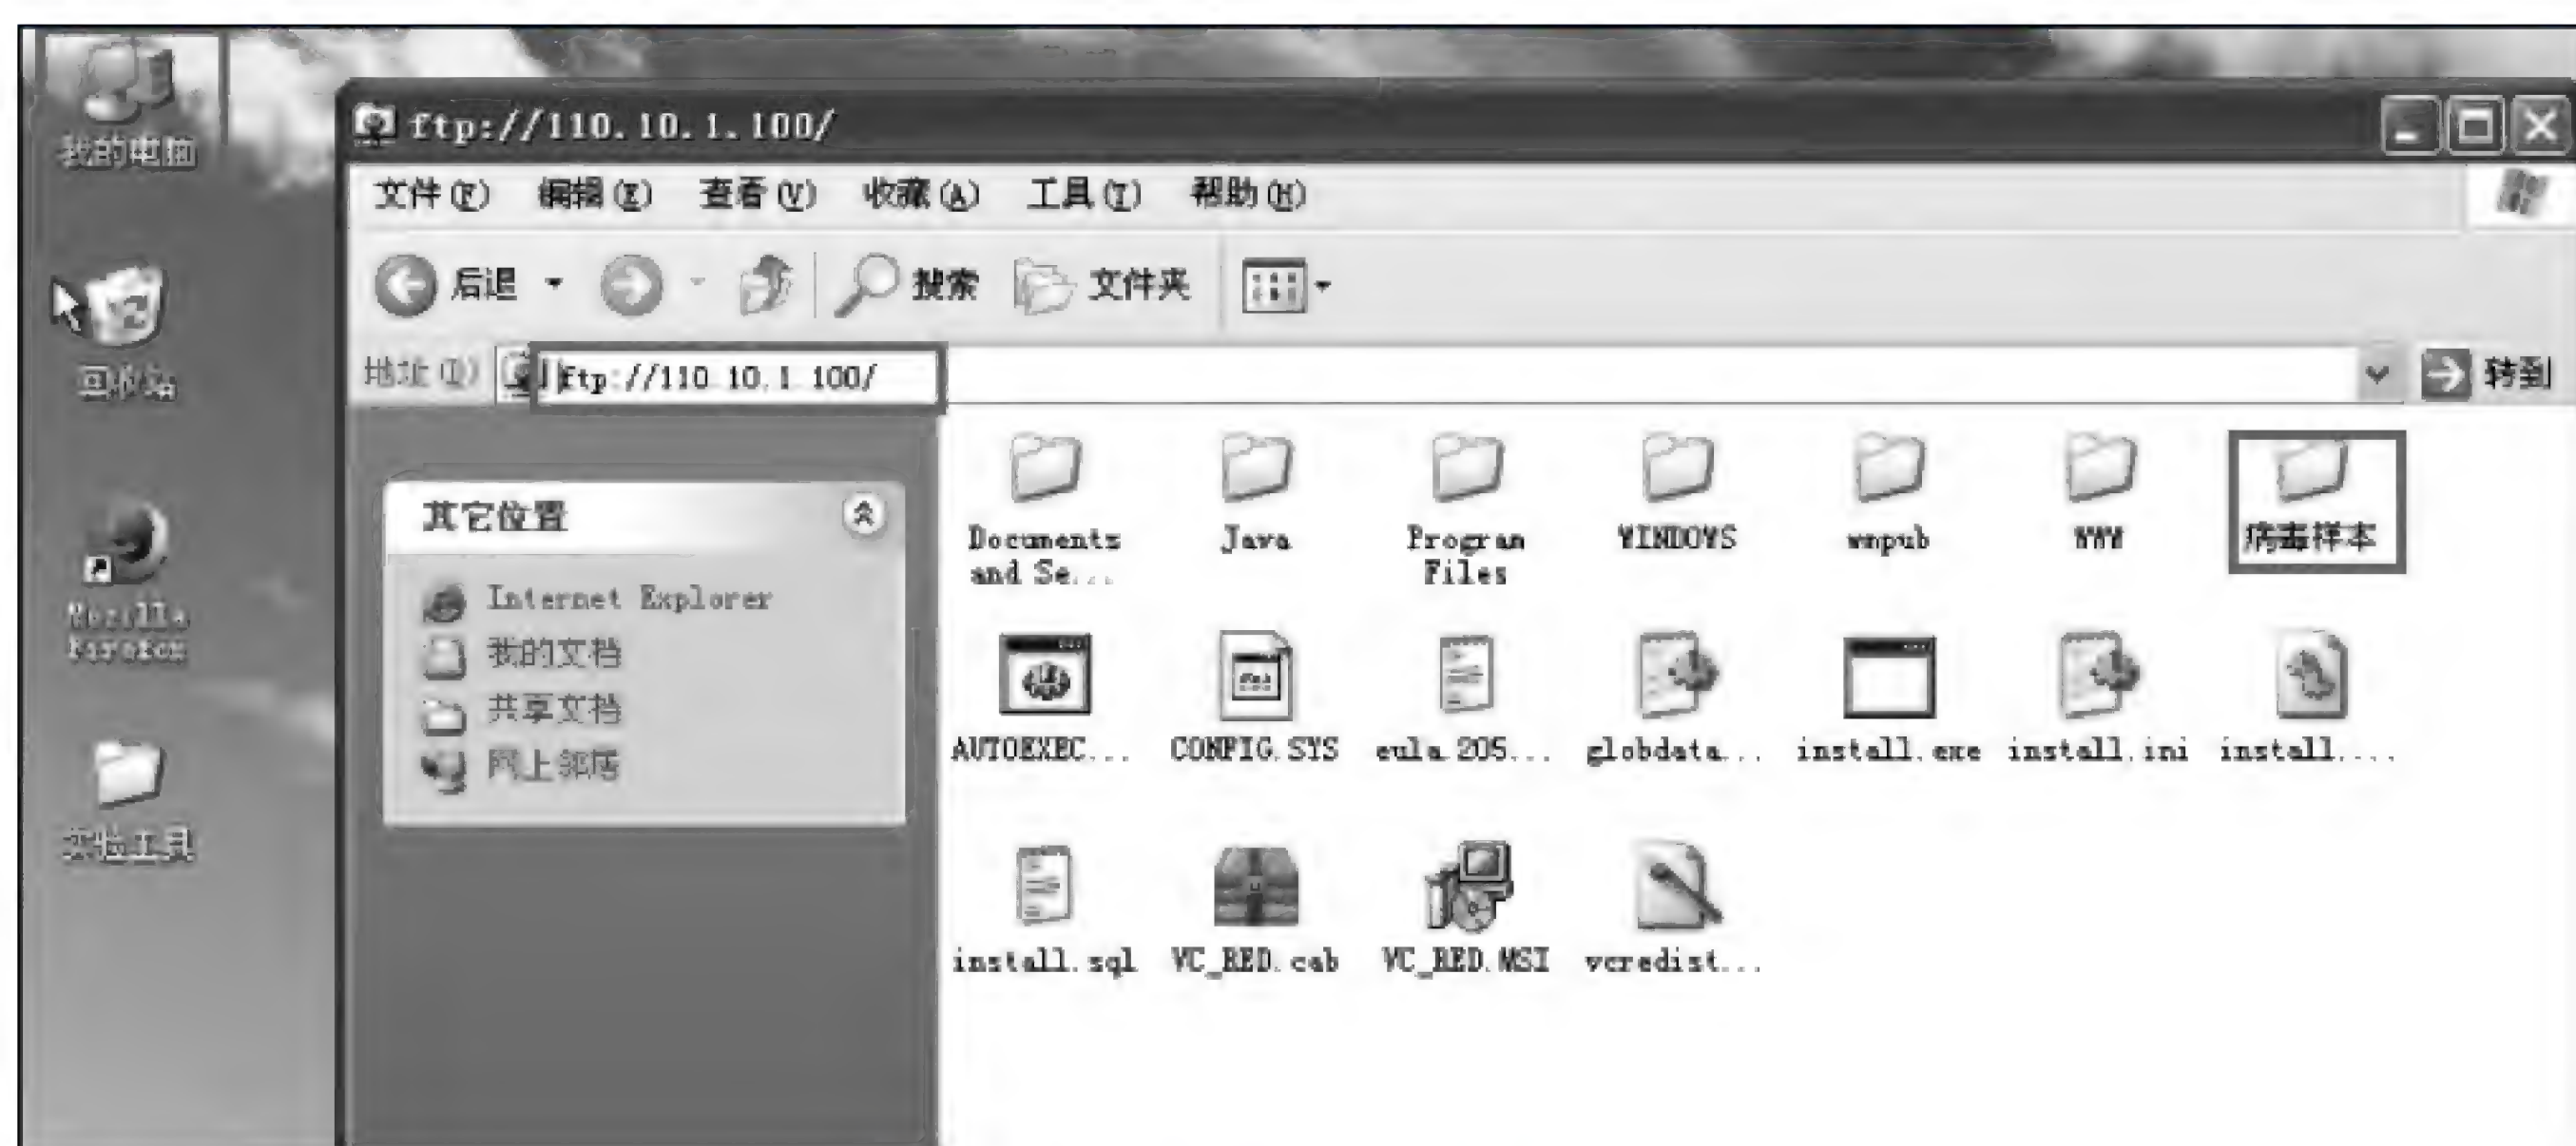 我的电脑
回收站
Mozilla
Firefox
实验工具
ftp://110.10.1.100/
文件(F) 编辑(E) 查看(V) 收藏(A) 工具(T) 帮助(H)
后退 搜索 文件夹
地址(D) ftp://110.10.1.100/ 转到
其它位置
Internet Explorer
我的文档
共享文档
网上邻居
Documents and Se... Java Program Files WINDOWS wmpub WWW 病毒样本
AUTOEXEC... CONFIG.SYS eula.205... globdata... install.exe install.ini install....
install.sql VC_RED.cab VC_RED.MSI vcredist...